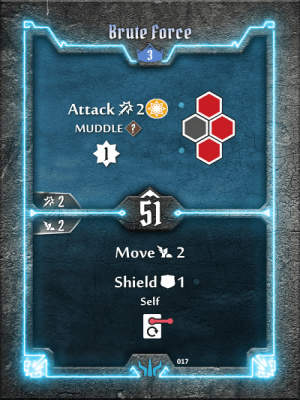 Brute Force
3
Attack 2
MUDDLE ?
1
2
51
2
Move 2
Shield 1
Self
017